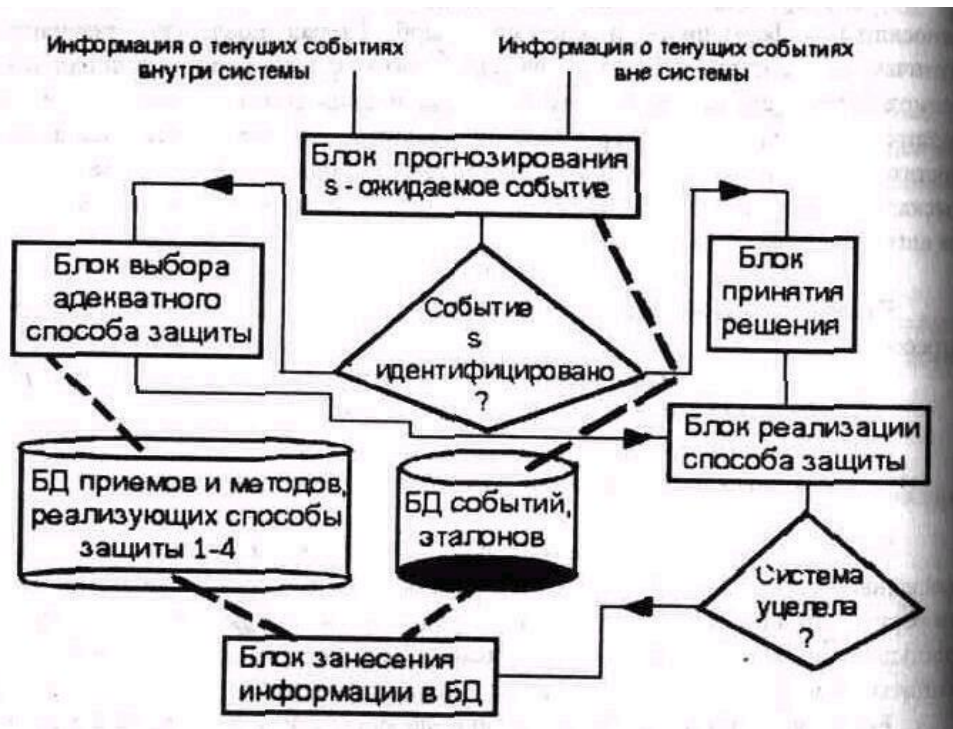 Информация о текущих событиях
внутри системы
Информация о текущих событиях
вне системы
Блок прогнозирования
s - ожидаемое событие
Блок выбора
адекватного
способа защиты
Событие
s
идентифицировано
?
Блок
принятия
решения
Блок реализации
способа защиты
БД приемов и методов,
реализующих способы
защиты 1-4
БД событий,
эталонов
Система
уцелела
?
Блок занесения
информации в БД